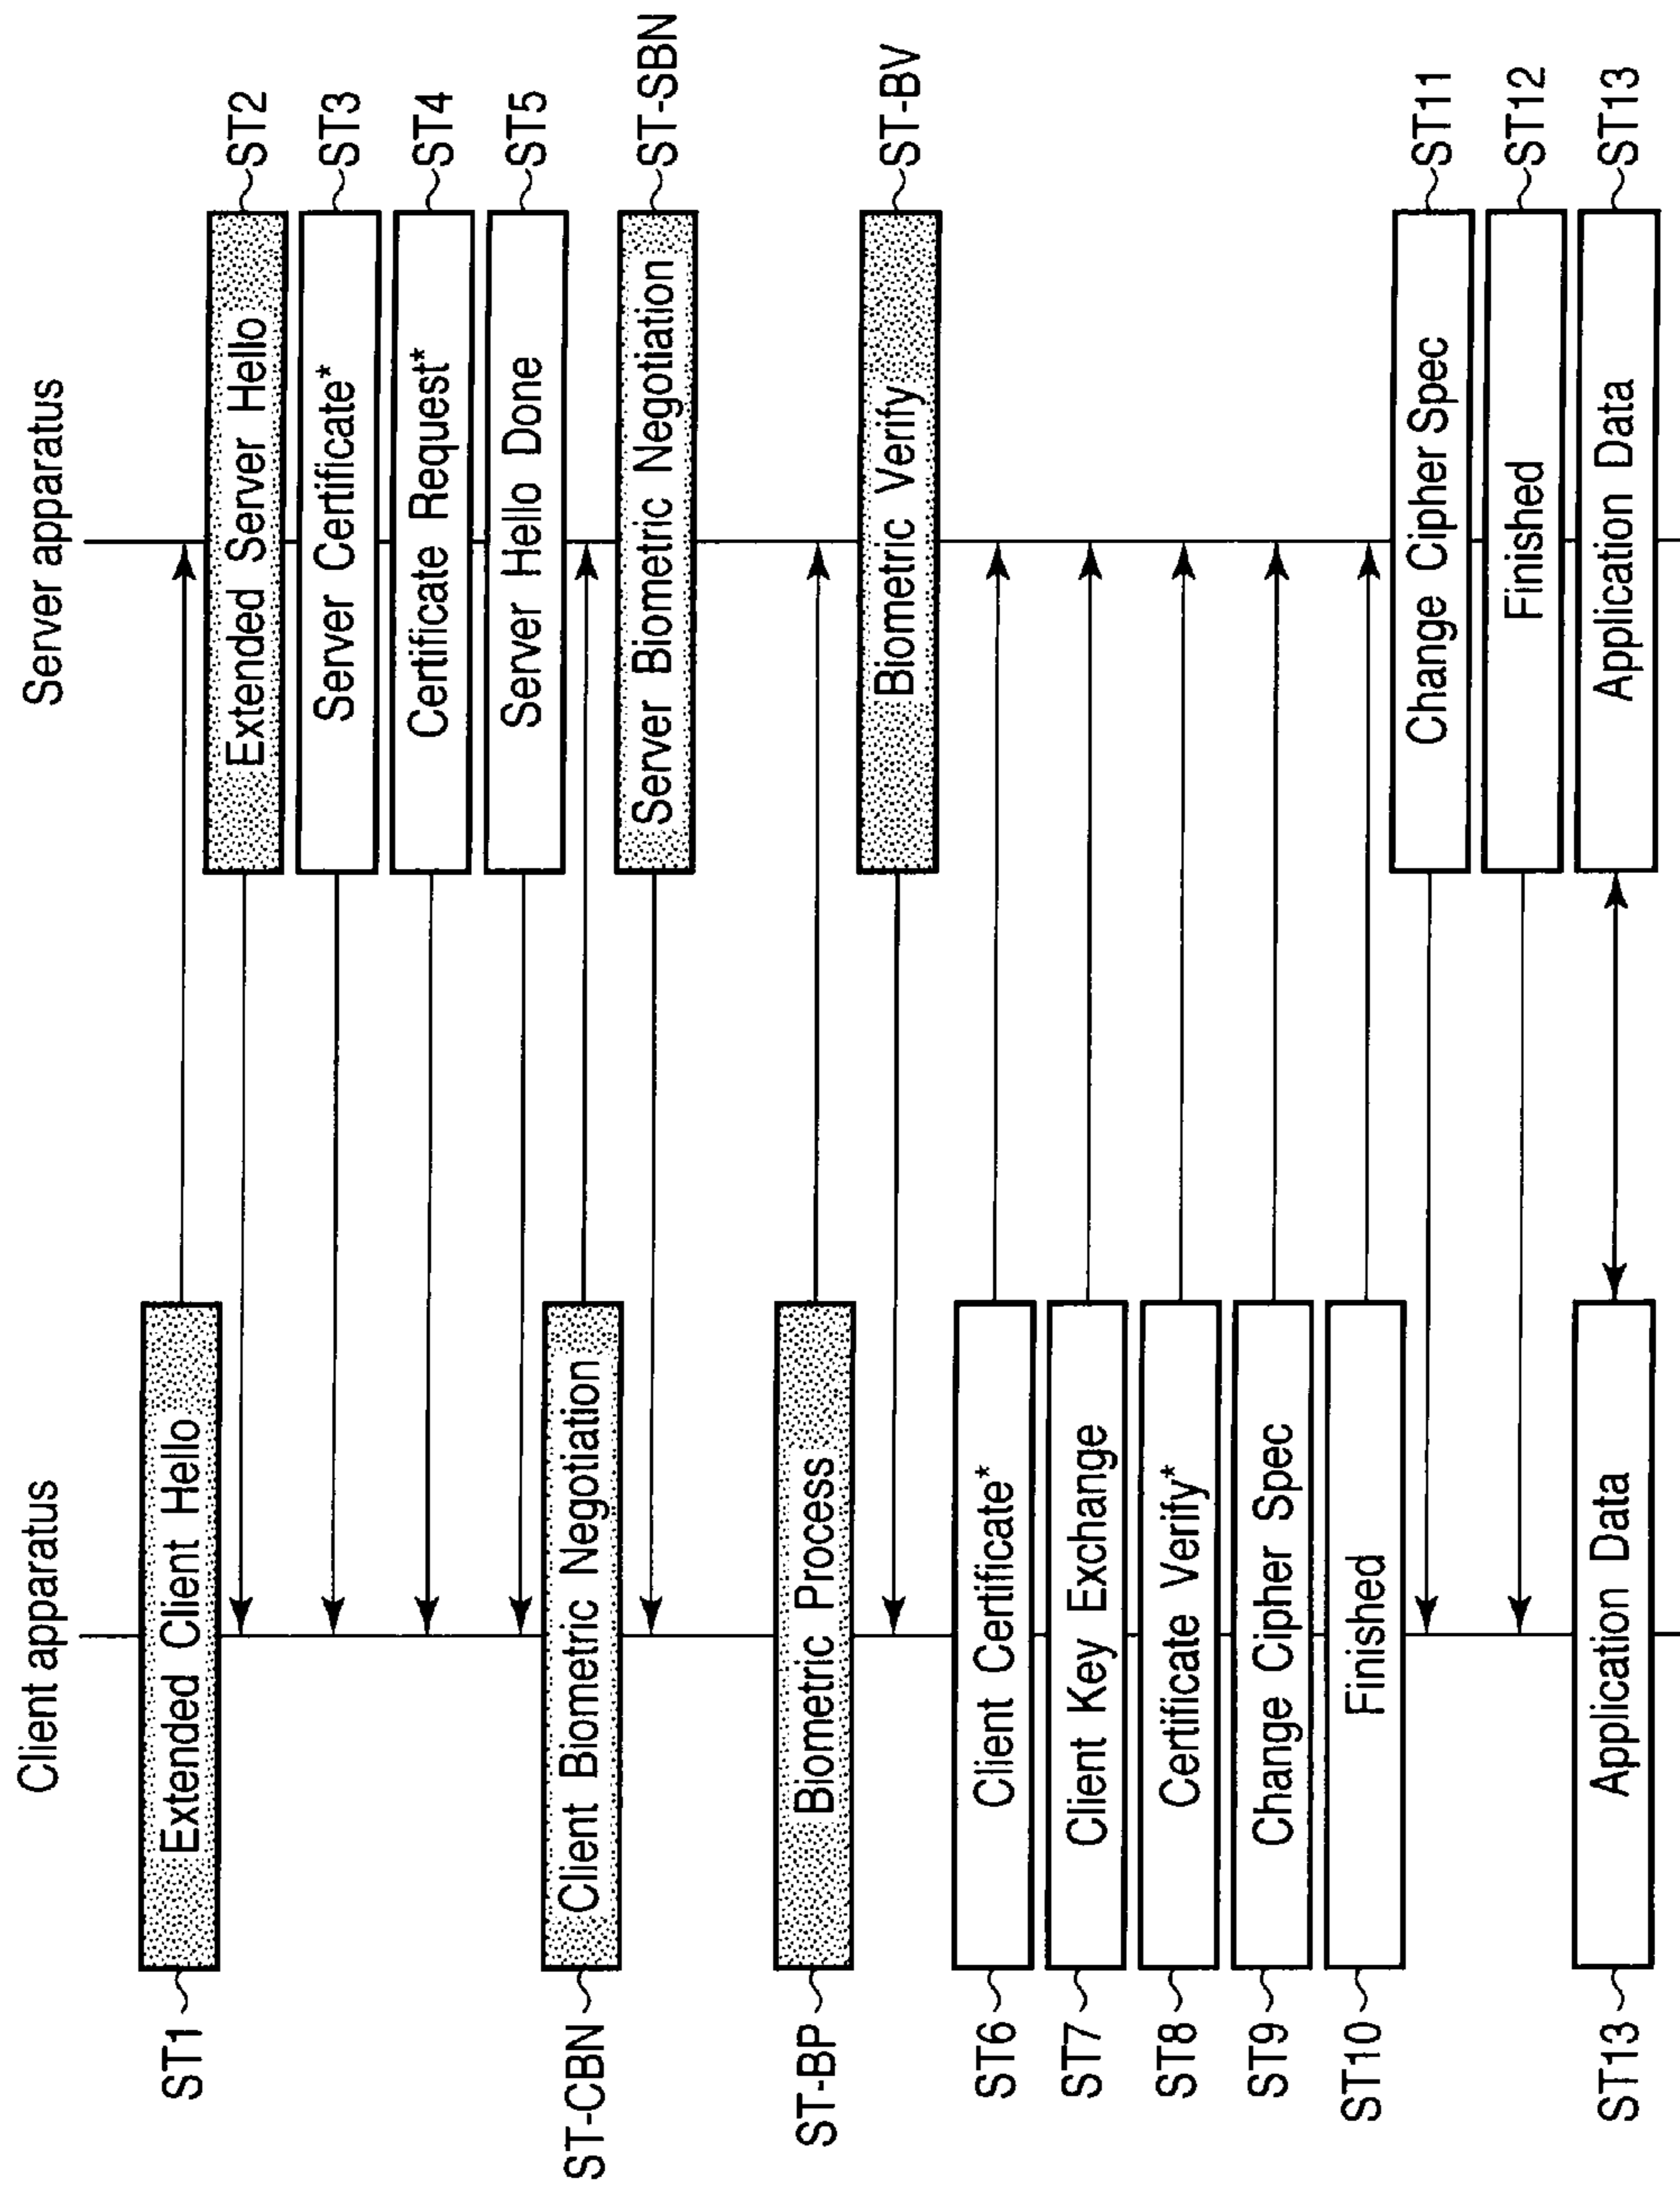 Client apparatus
Server apparatus
ST1
Extended Client Hello
Extended Server Hello
ST2
Server Certificate*
ST3
Certificate Request*
ST4
Server Hello Done
ST5
ST-CBN
Client Biometric Negotiation
Server Biometric Negotiation
ST-SBN
ST-BP
Biometric Process
Biometric Verify
ST-BV
ST6
Client Certificate*
ST7
Client Key Exchange
ST8
Certificate Verify*
ST9
Change Cipher Spec
ST10
Finished
Change Cipher Spec
ST11
Finished
ST12
ST13
Application Data
Application Data
ST13